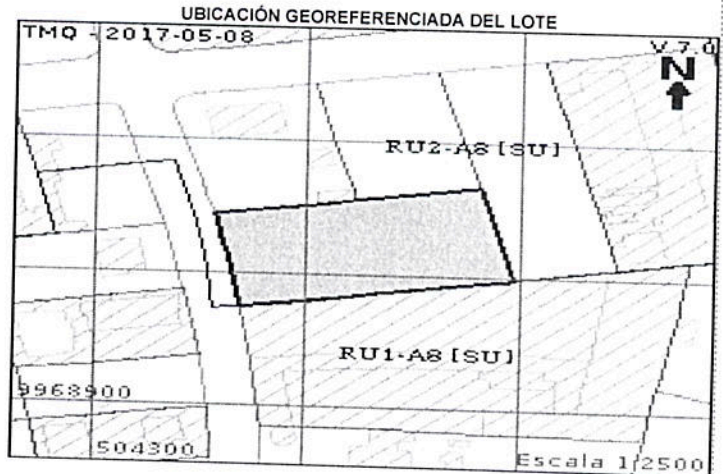 UBICACIÓN GEOREFERENCIADA DEL LOTE
TMQ - 2017-05-08
V.7.0
N
RU2-A8 [SU]
RU1-A8 [SU]
9968900
504300
Escala 1/2500